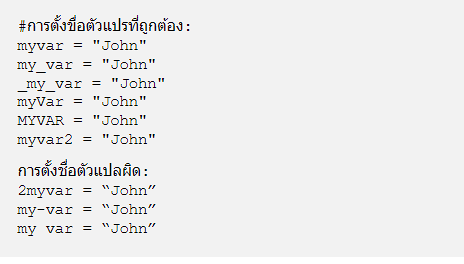 #การตั้งชื่อตัวแปรที่ถูกต้อง:
myvar = "John"
my_var = "John"
_my_var = "John"
myVar = "John"
MYVAR = "John"
myvar2 = "John"
การตั้งชื่อตัวแปลผิด:
2myvar = “John”
my-var = “John”
my var = “John”